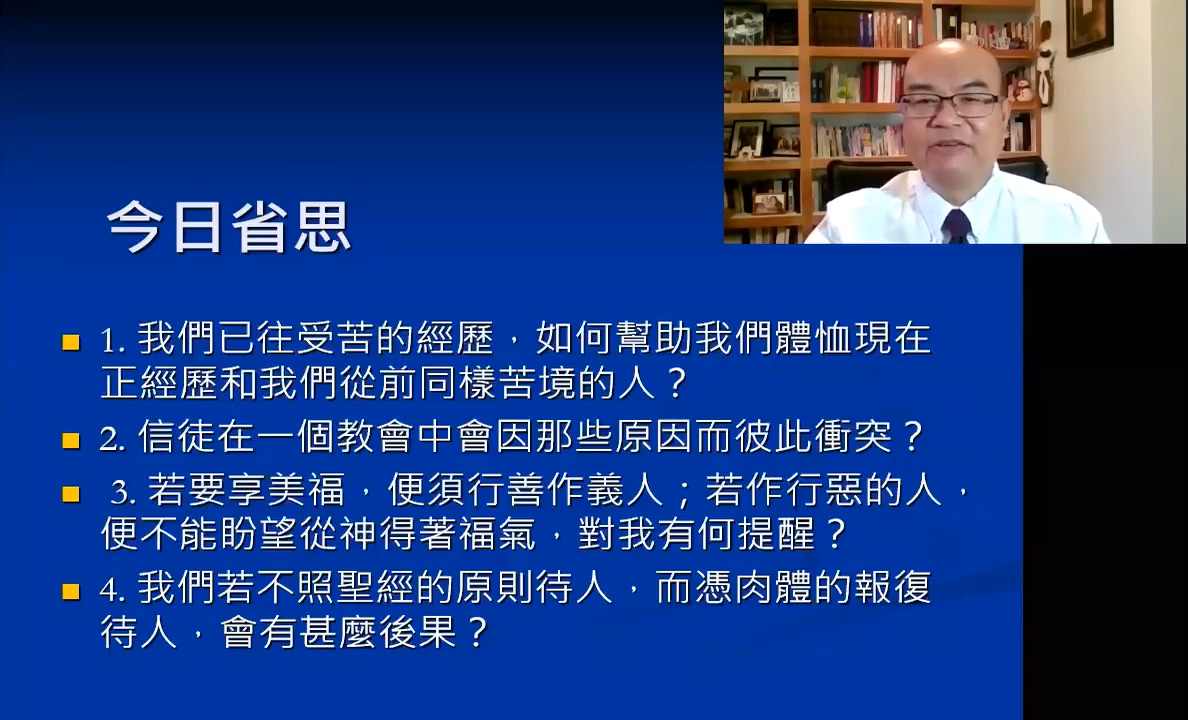 今日省思
1. 我們已往受苦的經歷，如何幫助我們體恤現在
正經歷和我們從前同樣苦境的人？
2. 信徒在一個教會中會因那些原因而彼此衝突？
3. 若要享美福，便須行善作義人；若作行惡的人，
便不能盼望從神得著福氣，對我有何提醒？
4. 我們若不照聖經的原則待人，而憑肉體的報復
待人，會有甚麼後果？